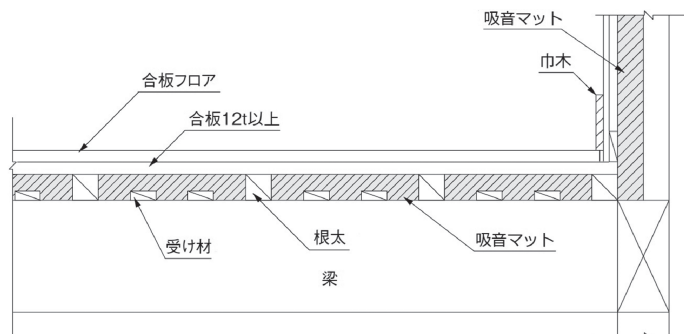 吸音マット
巾木
合板フロア
合板12t以上
受け材
根太
吸音マット
梁